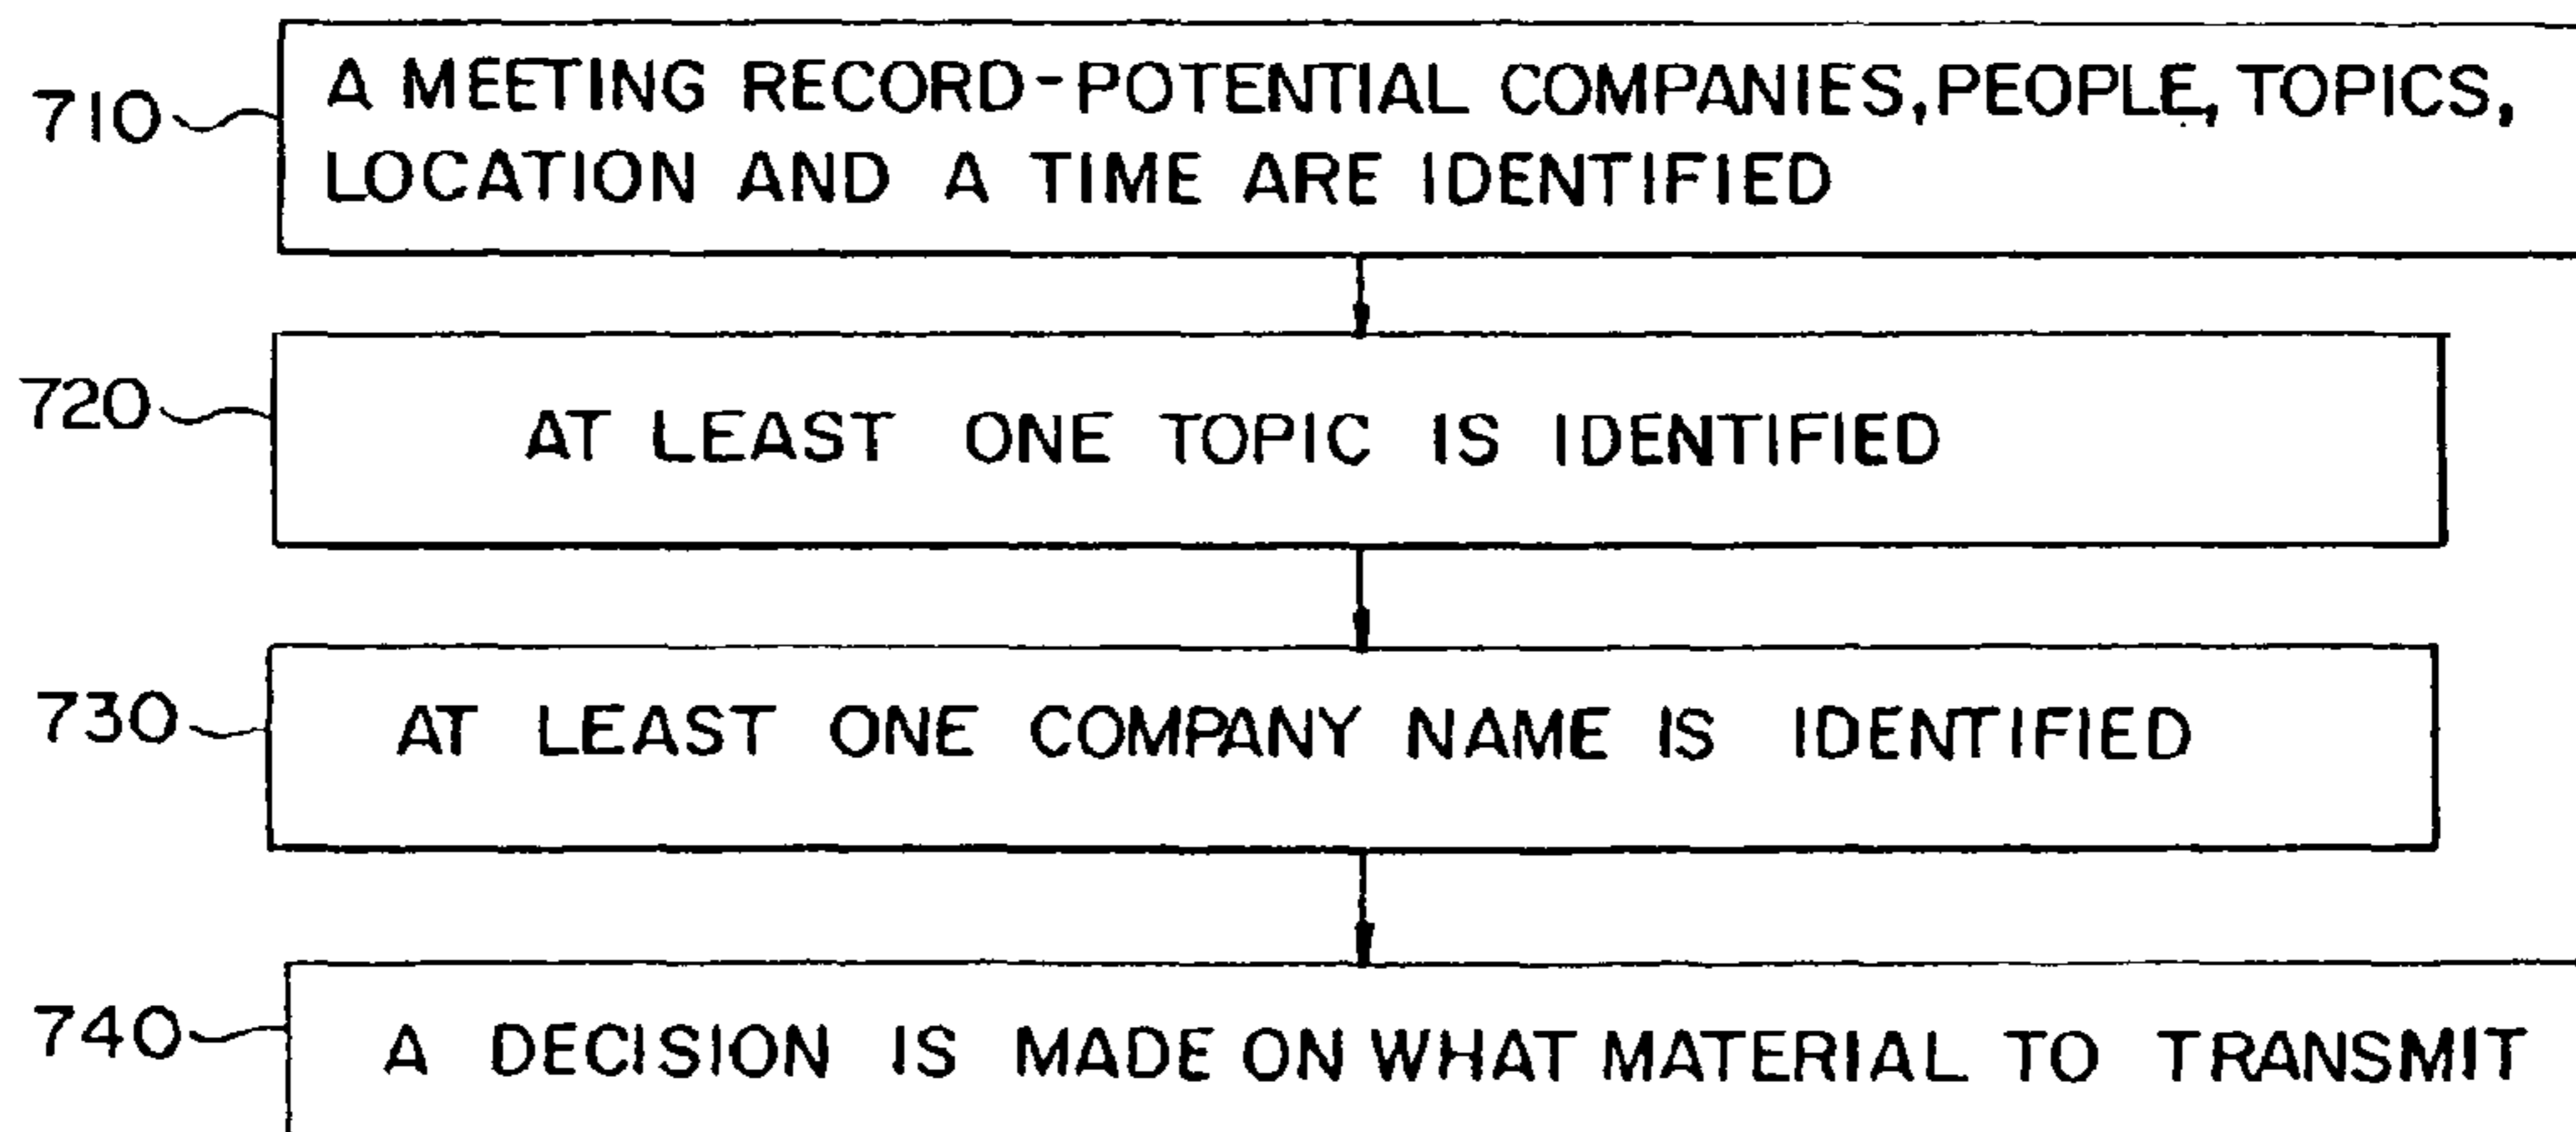 710 A MEETING RECORD-POTENTIAL COMPANIES, PEOPLE, TOPICS,
LOCATION AND A TIME ARE IDENTIFIED
720 AT LEAST ONE TOPIC IS IDENTIFIED
730 AT LEAST ONE COMPANY NAME IS IDENTIFIED
740 A DECISION IS MADE ON WHAT MATERIAL TO TRANSMIT